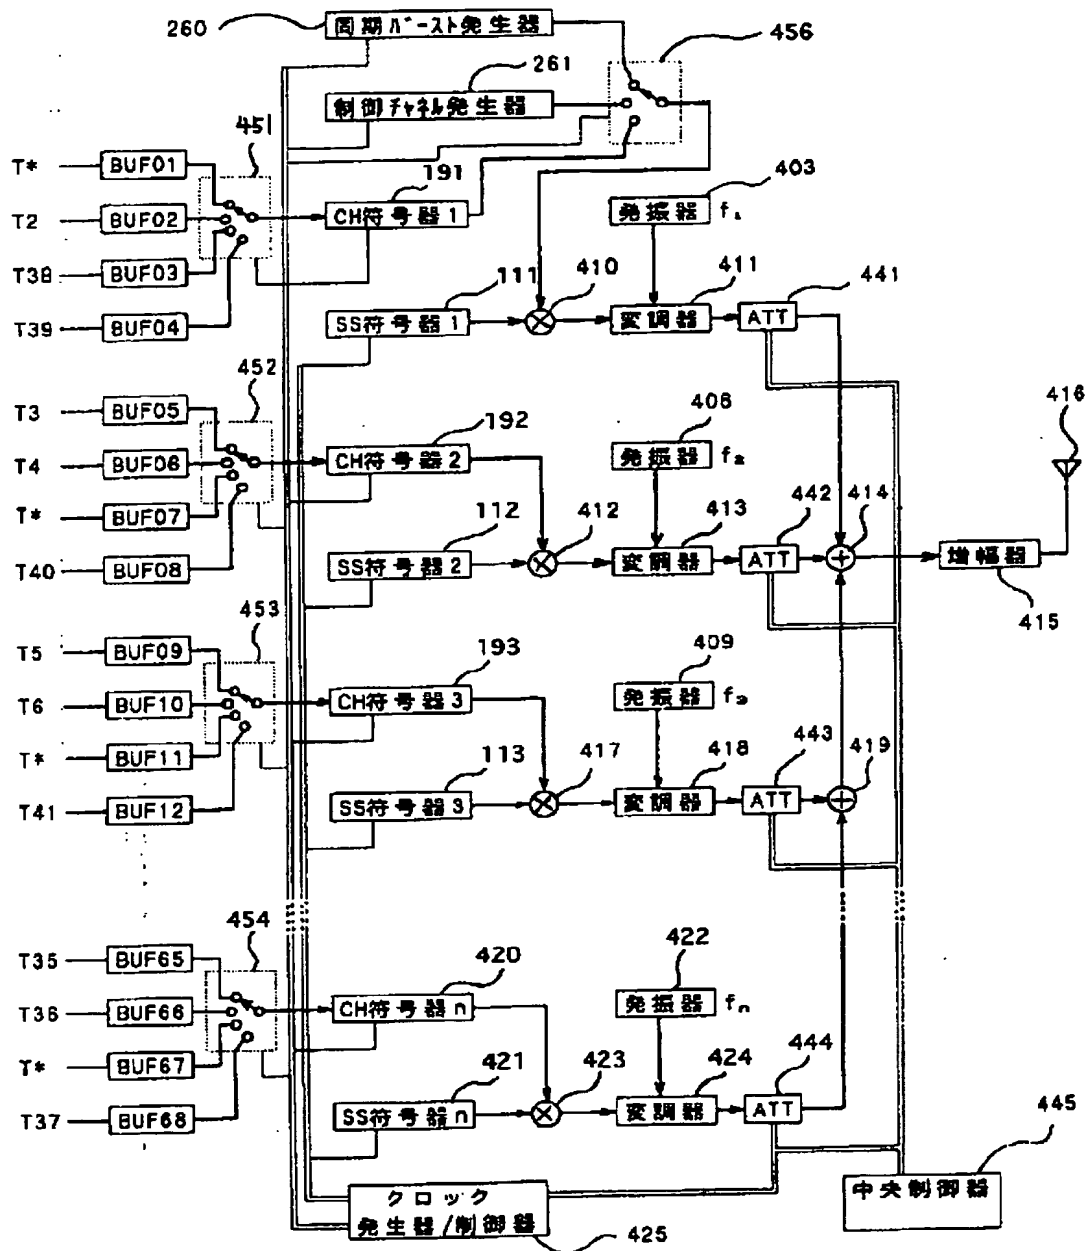 260
同期バースト発生器
456
261
制御チャネル発生器
451
T*
BUF01
191
403
発振器
f₁
T2
BUF02
CH符号器1
T38
BUF03
111
410
411
441
T39
BUF04
SS符号器1
変調器
ATT
452
T3
BUF05
192
408
416
T4
BUF06
CH符号器2
発振器
f₂
T*
BUF07
112
412
413
442
414
T40
BUF08
SS符号器2
変調器
ATT
増幅器
453
415
T5
BUF09
193
409
T6
BUF10
CH符号器3
発振器
f₃
T*
BUF11
113
417
418
443
419
T41
BUF12
SS符号器3
変調器
ATT
454
T35
BUF65
420
422
T36
BUF66
CH符号器n
発振器
fₙ
T*
BUF67
421
423
424
444
T37
BUF68
SS符号器n
変調器
ATT
445
クロック
発生器/制御器
中央制御器
425